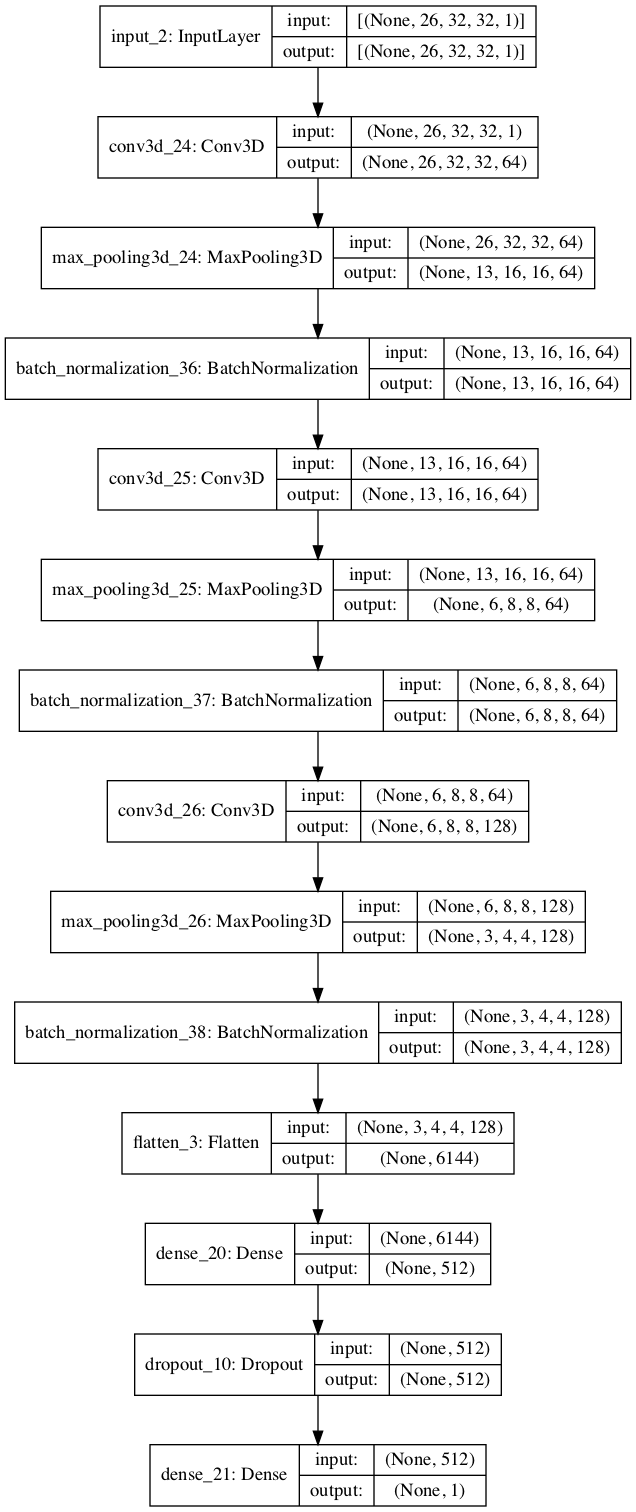 input_2: InputLayer
input:
[(None, 26, 32, 32, 1)]
output:
[(None, 26, 32, 32, 1)]
conv3d_24: Conv3D
input:
(None, 26, 32, 32, 1)
output:
(None, 26, 32, 32, 64)
max_pooling3d_24: MaxPooling3D
input:
(None, 26, 32, 32, 64)
output:
(None, 13, 16, 16, 64)
batch_normalization_36: BatchNormalization
input:
(None, 13, 16, 16, 64)
output:
(None, 13, 16, 16, 64)
conv3d_25: Conv3D
input:
(None, 13, 16, 16, 64)
output:
(None, 13, 16, 16, 64)
max_pooling3d_25: MaxPooling3D
input:
(None, 13, 16, 16, 64)
output:
(None, 6, 8, 8, 64)
batch_normalization_37: BatchNormalization
input:
(None, 6, 8, 8, 64)
output:
(None, 6, 8, 8, 64)
conv3d_26: Conv3D
input:
(None, 6, 8, 8, 64)
output:
(None, 6, 8, 8, 128)
max_pooling3d_26: MaxPooling3D
input:
(None, 6, 8, 8, 128)
output:
(None, 3, 4, 4, 128)
batch_normalization_38: BatchNormalization
input:
(None, 3, 4, 4, 128)
output:
(None, 3, 4, 4, 128)
flatten_3: Flatten
input:
(None, 3, 4, 4, 128)
output:
(None, 6144)
dense_20: Dense
input:
(None, 6144)
output:
(None, 512)
dropout_10: Dropout
input:
(None, 512)
output:
(None, 512)
dense_21: Dense
input:
(None, 512)
output:
(None, 1)